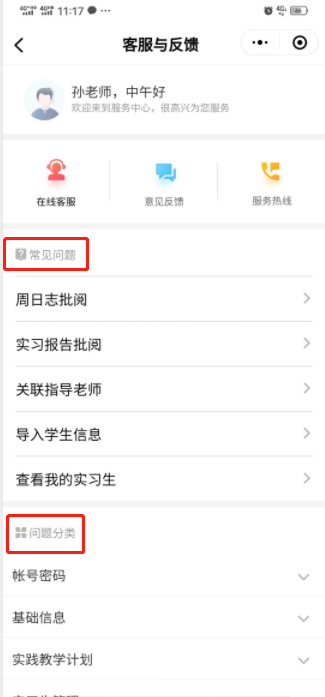 11:17
客服与反馈
孙老师，中午好
欢迎来到服务中心，很高兴为您服务
在线客服
意见反馈
服务热线
常见问题
周日志批阅
实习报告批阅
关联指导老师
导入学生信息
查看我的实习生
问题分类
帐号密码
基础信息
实践教学计划